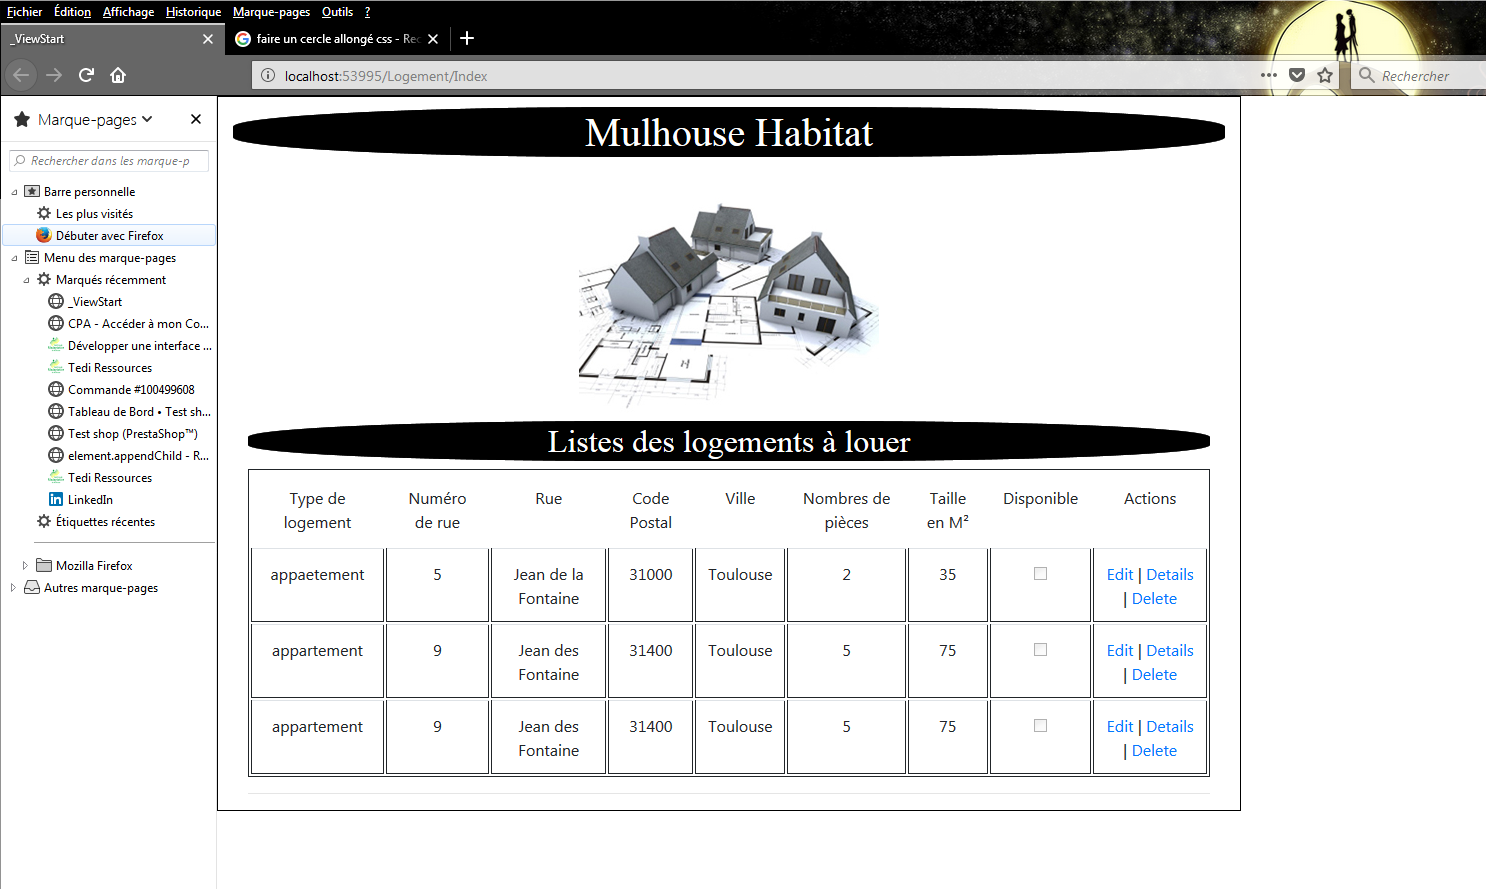 Fichier Édition Affichage Historique Marque-pages Outils ?
_ViewStart
faire un cercle allongé css - Rec
localhost:53995/Logement/Index
Rechercher
Marque-pages
Rechercher dans les marque-p
Barre personnelle
Les plus visités
Débuter avec Firefox
Menu des marque-pages
Marqués récemment
_ViewStart
CPA - Accéder à mon Co...
Développer une interface ...
Tedi Ressources
Commande #100499608
Tableau de Bord • Test sh...
Test shop (PrestaShop™)
element.appendChild - R...
Tedi Ressources
LinkedIn
Étiquettes récentes
Mozilla Firefox
Autres marque-pages
Mulhouse Habitat
Listes des logements à louer
Type de logement Numéro de rue Rue Code Postal Ville Nombres de pièces Taille en M² Disponible Actions
appaetement 5 Jean de la Fontaine 31000 Toulouse 2 35 Edit | Details | Delete
appartement 9 Jean des Fontaine 31400 Toulouse 5 75 Edit | Details | Delete
appartement 9 Jean des Fontaine 31400 Toulouse 5 75 Edit | Details | Delete